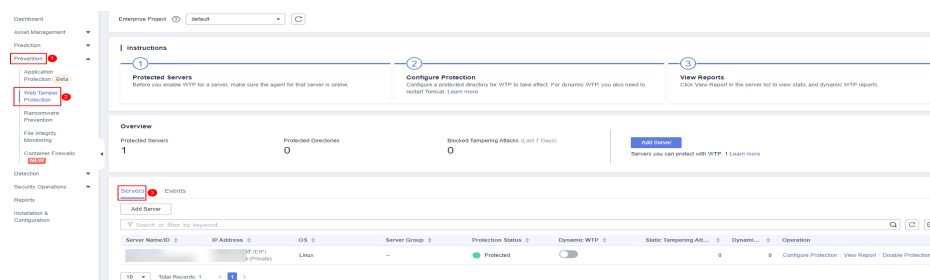 Dashboard
Asset Management
Prediction
Prevention 1
Application
Protection Beta
Web Tamper
Protection 2
Ransomware
Prevention
File Integrity
Monitoring
Container Firewalls
NEW
Detection
Security Operations
Reports
Installation &
Configuration
Enterprise Project ? default
Instructions
1
Protected Servers
Before you enable WTP for a server, make sure the agent for that server is online.
2
Configure Protection
Configure a protected directory for WTP to take effect. For dynamic WTP, you also need to
restart Tomcat. Learn more
3
View Reports
Click View Report in the server list to view static and dynamic WTP reports.
Overview
Protected Servers
1
Protected Directories
0
Blocked Tampering Attacks (Last 7 Days)
0
Add Server
Servers you can protect with WTP: 1 Learn more
Servers 3 Events
Add Server
Search or filter by keyword.
Server Name/ID IP Address OS Server Group Protection Status Dynamic WTP Static Tampering Att... Dynami... Operation
(EIP)
(Private)
Linux -- Protected 0 0 Configure Protection | View Report | Disable Protection
10 Total Records: 1 < 1 >